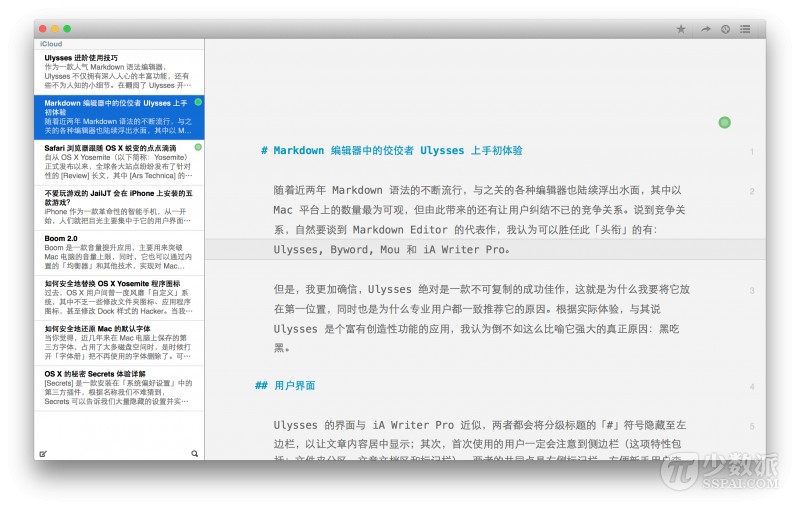 iCloud
Ulysses 进阶使用技巧
作为一款人气 Markdown 语法编辑器，
Ulysses 不仅拥有深入人心的丰富功能，还有
些不为人知的小细节。在翻阅了 Ulysses 开⋯
Markdown 编辑器中的佼佼者 Ulysses 上手
初体验
随着近两年 Markdown 语法的不断流行，与之
关的各种编辑器也陆续浮出水面，其中以 M⋯
Safari 浏览器跟随 OS X 蜕变的点点滴滴
自从 OS X Yosemite（以下简称：Yosemite）
正式发布以来，全球各大站点纷纷发布了针对
性的 [Review] 长文，其中 [Ars Technica] 的⋯
不爱玩游戏的 JailJT 会在 iPhone 上安装的五
款游戏？
iPhone 作为一款革命性的智能手机，从一开
始，人们就把目光主要集中于它的用户界面⋯
Boom 2.0
Boom 是一款音量提升应用，主要用来突破
Mac 电脑的音量上限，同时，它也可以通过内
置的「均衡器」和其他技术，实现对 Mac⋯
如何安全地替换 OS X Yosemite 程序图标
过去，OS X 用户间曾一度风靡「自定义」系
统，其中不乏一些修改文件夹图标、应用程序
图标，甚至修改 Dock 样式的 Hacker。当我⋯
如何安全地还原 Mac 的默认字体
当你觉得，近几年来在 Mac 电脑上保存的第
三方字体，占用了太多磁盘空间时，是时候打
开「字体册」把不再使用的字体删除了。可⋯
OS X 的秘密 Secrets 体验详解
[Secrets] 是一款安装在「系统偏好设置」中的
第三方插件，根据名称我们不难猜到，
Secrets 可以告诉我们大量隐藏的设置并实⋯
# Markdown 编辑器中的佼佼者 Ulysses 上手初体验 1
随着近两年 Markdown 语法的不断流行，与之关的各种编辑器也陆续浮出水面，其中以 2
Mac 平台上的数量最为可观，但由此带来的还有让用户纠结不已的竞争关系。说到竞争关
系，自然要谈到 Markdown Editor 的代表作，我认为可以胜任此「头衔」的有：
Ulysses, Byword, Mou 和 iA Writer Pro。
但是，我更加确信，Ulysses 绝对是一款不可复制的成功佳作，这就是为什么我要将它放 3
在第一位置，同时也是为什么专业用户都一致推荐它的原因。根据实际体验，与其说
Ulysses 是个富有创造性功能的应用，我认为倒不如这么比喻它强大的真正原因：黑吃
黑。
## 用户界面 4
Ulysses 的界面与 iA Writer Pro 近似，两者都会将分级标题的「#」符号隐藏至左 5
边栏，以让文章内容居中显示；其次，首次使用的用户一定会注意到侧边栏（这项特性包
少数派
SSPAI.COM